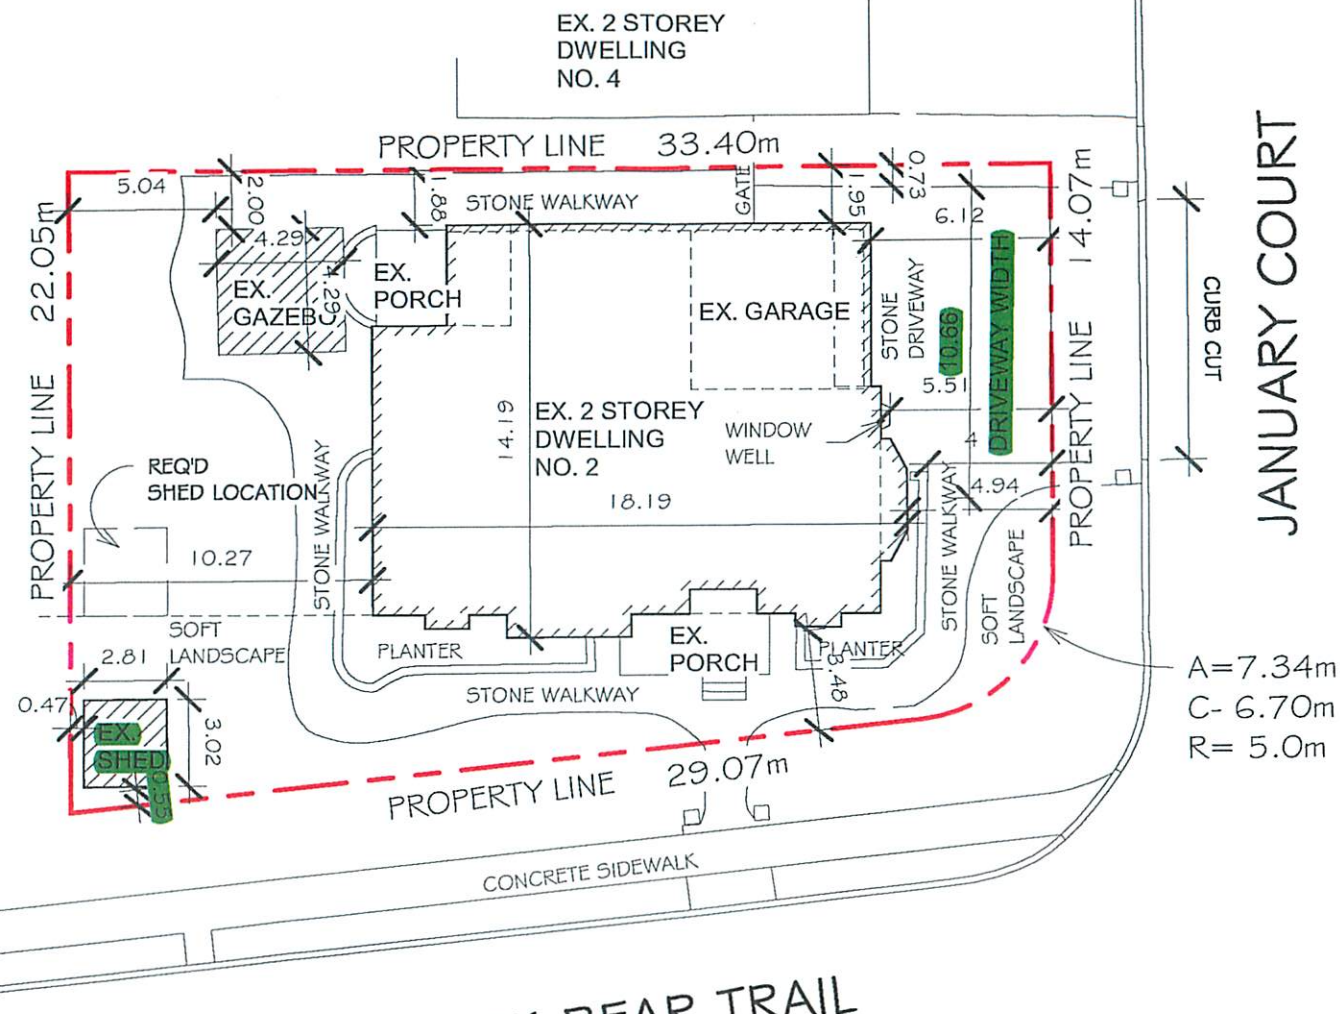 EX. 2 STOREY
DWELLING
NO. 4
PROPERTY LINE 33.40m
5.04
2.00
1.88
STONE WALKWAY
GATE
1.95
0.73
6.12
14.07m
PROPERTY LINE
22.05m
PROPERTY LINE
4.29
4.29
EX.
GAZEBO
EX.
PORCH
EX. GARAGE
STONE
DRIVEWAY
10.66
DRIVEWAY WIDTH
5.51
CURB CUT
JANUARY COURT
14.19
EX. 2 STOREY
DWELLING
NO. 2
WINDOW
WELL
4
4.94
REQ'D
SHED LOCATION
STONE WALKWAY
18.19
STONE WALKWAY
SOFT
LANDSCAPE
10.27
SOFT
LANDSCAPE
PLANTER
EX.
PORCH
PLANTER
3.48
A=7.34m
C- 6.70m
R= 5.0m
2.81
0.47
3.02
EX.
SHED
0.55
STONE WALKWAY
PROPERTY LINE 29.07m
CONCRETE SIDEWALK
TRAIL